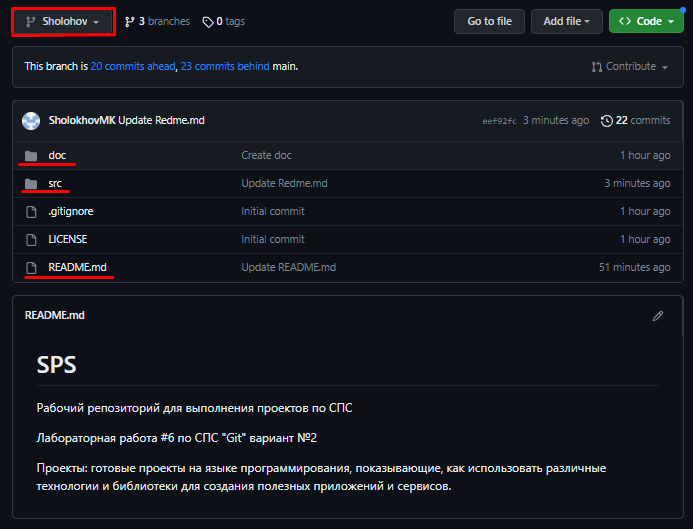 Sholohov 3 branches 0 tags Go to file Add file Code
This branch is 20 commits ahead, 23 commits behind main. Contribute
SholokhovMK Update Redme.md eef92fc 3 minutes ago 22 commits
doc Create doc 1 hour ago
src Update Redme.md 3 minutes ago
.gitignore Initial commit 1 hour ago
LICENSE Initial commit 1 hour ago
README.md Update README.md 51 minutes ago
README.md
SPS
Рабочий репозиторий для выполнения проектов по СПС
Лабораторная работа #6 по СПС "Git" вариант №2
Проекты: готовые проекты на языке программирования, показывающие, как использовать различные
технологии и библиотеки для создания полезных приложений и сервисов.